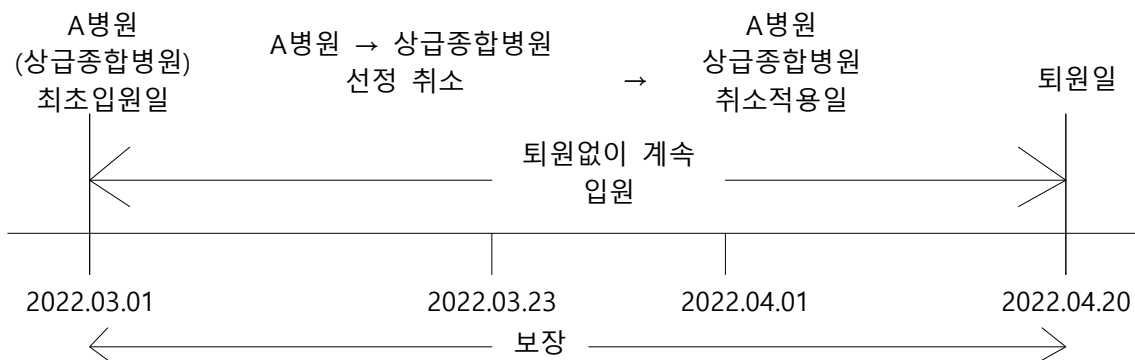 A병원
(상급종합병원)
최초입원일
A병원 → 상급종합병원
선정 취소
→
A병원
상급종합병원
취소적용일
퇴원일
퇴원없이 계속
입원
2022.03.01
2022.03.23
2022.04.01
2022.04.20
보장